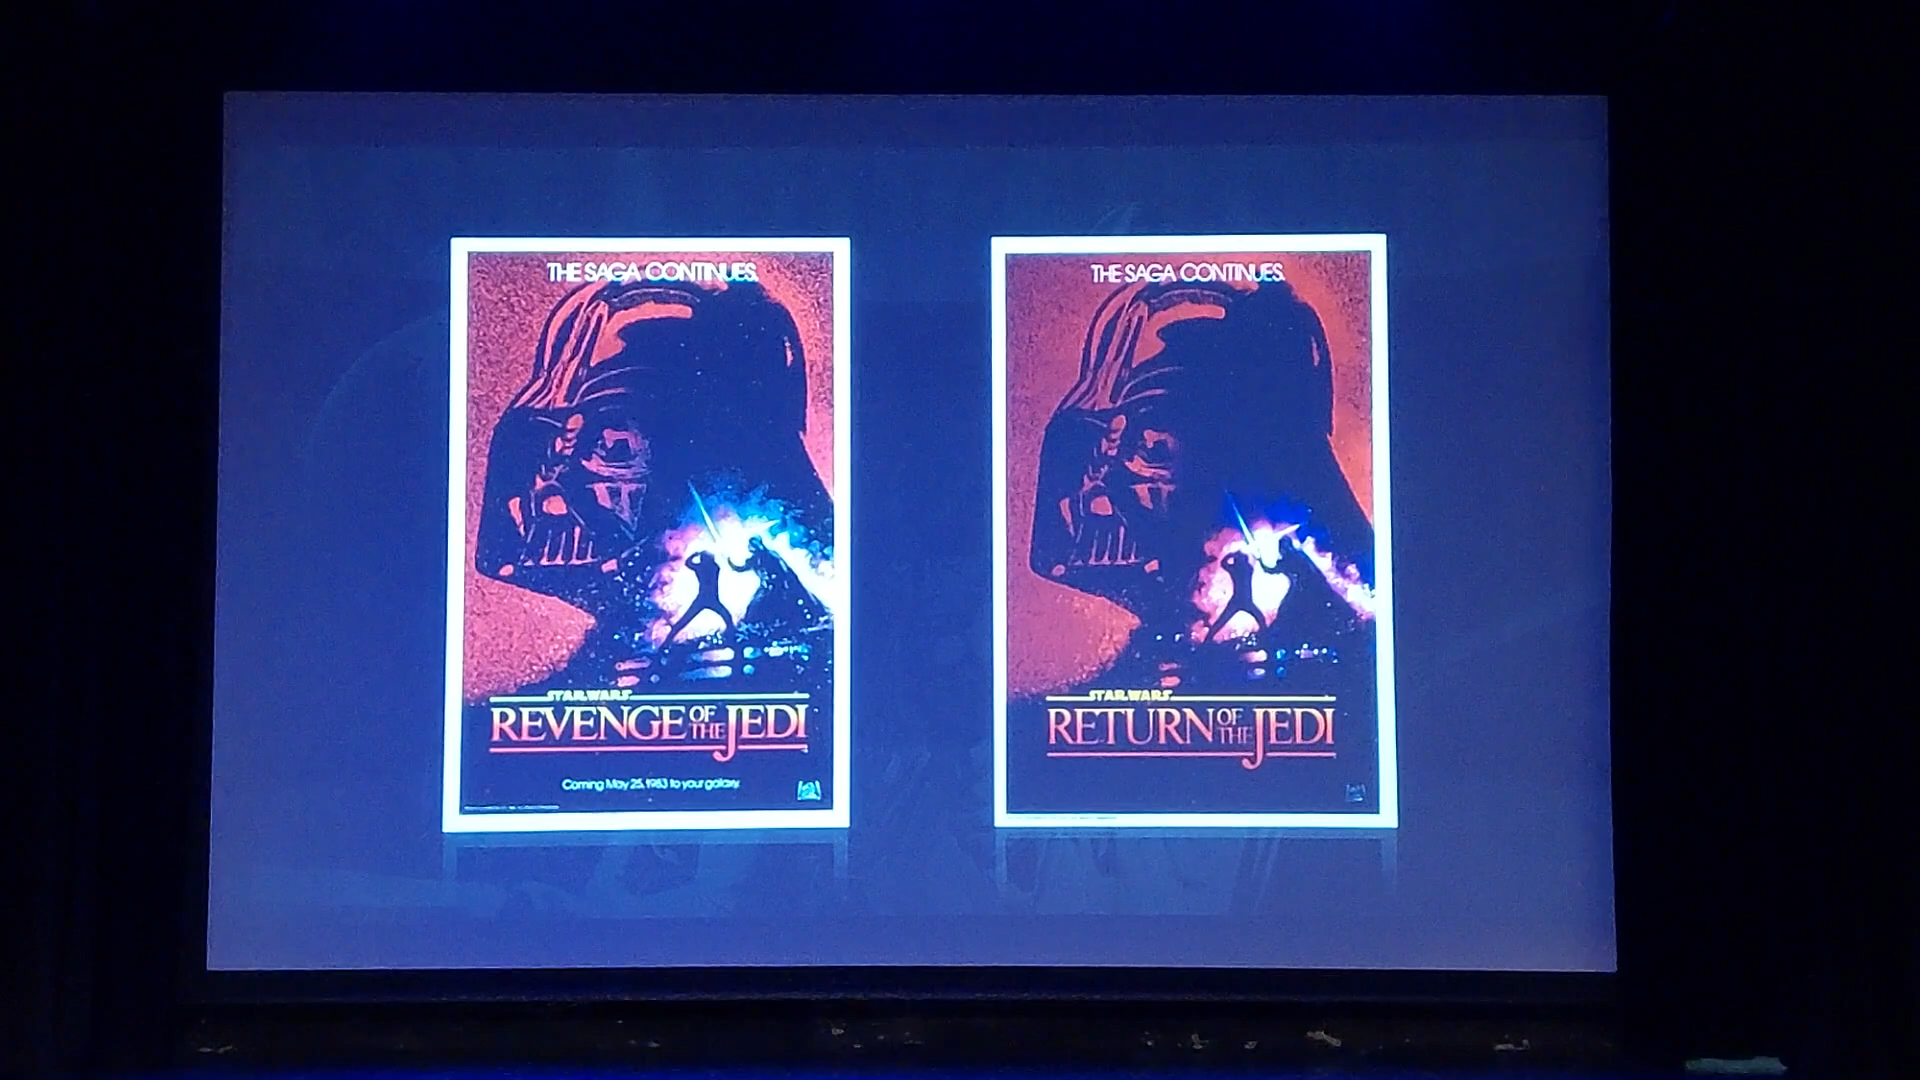 THE SAGA CONTINUES.
STAR WARS
REVENGE OF THE JEDI
Coming May 25, 1983 to your galaxy.
THE SAGA CONTINUES.
STAR WARS
RETURN OF THE JEDI